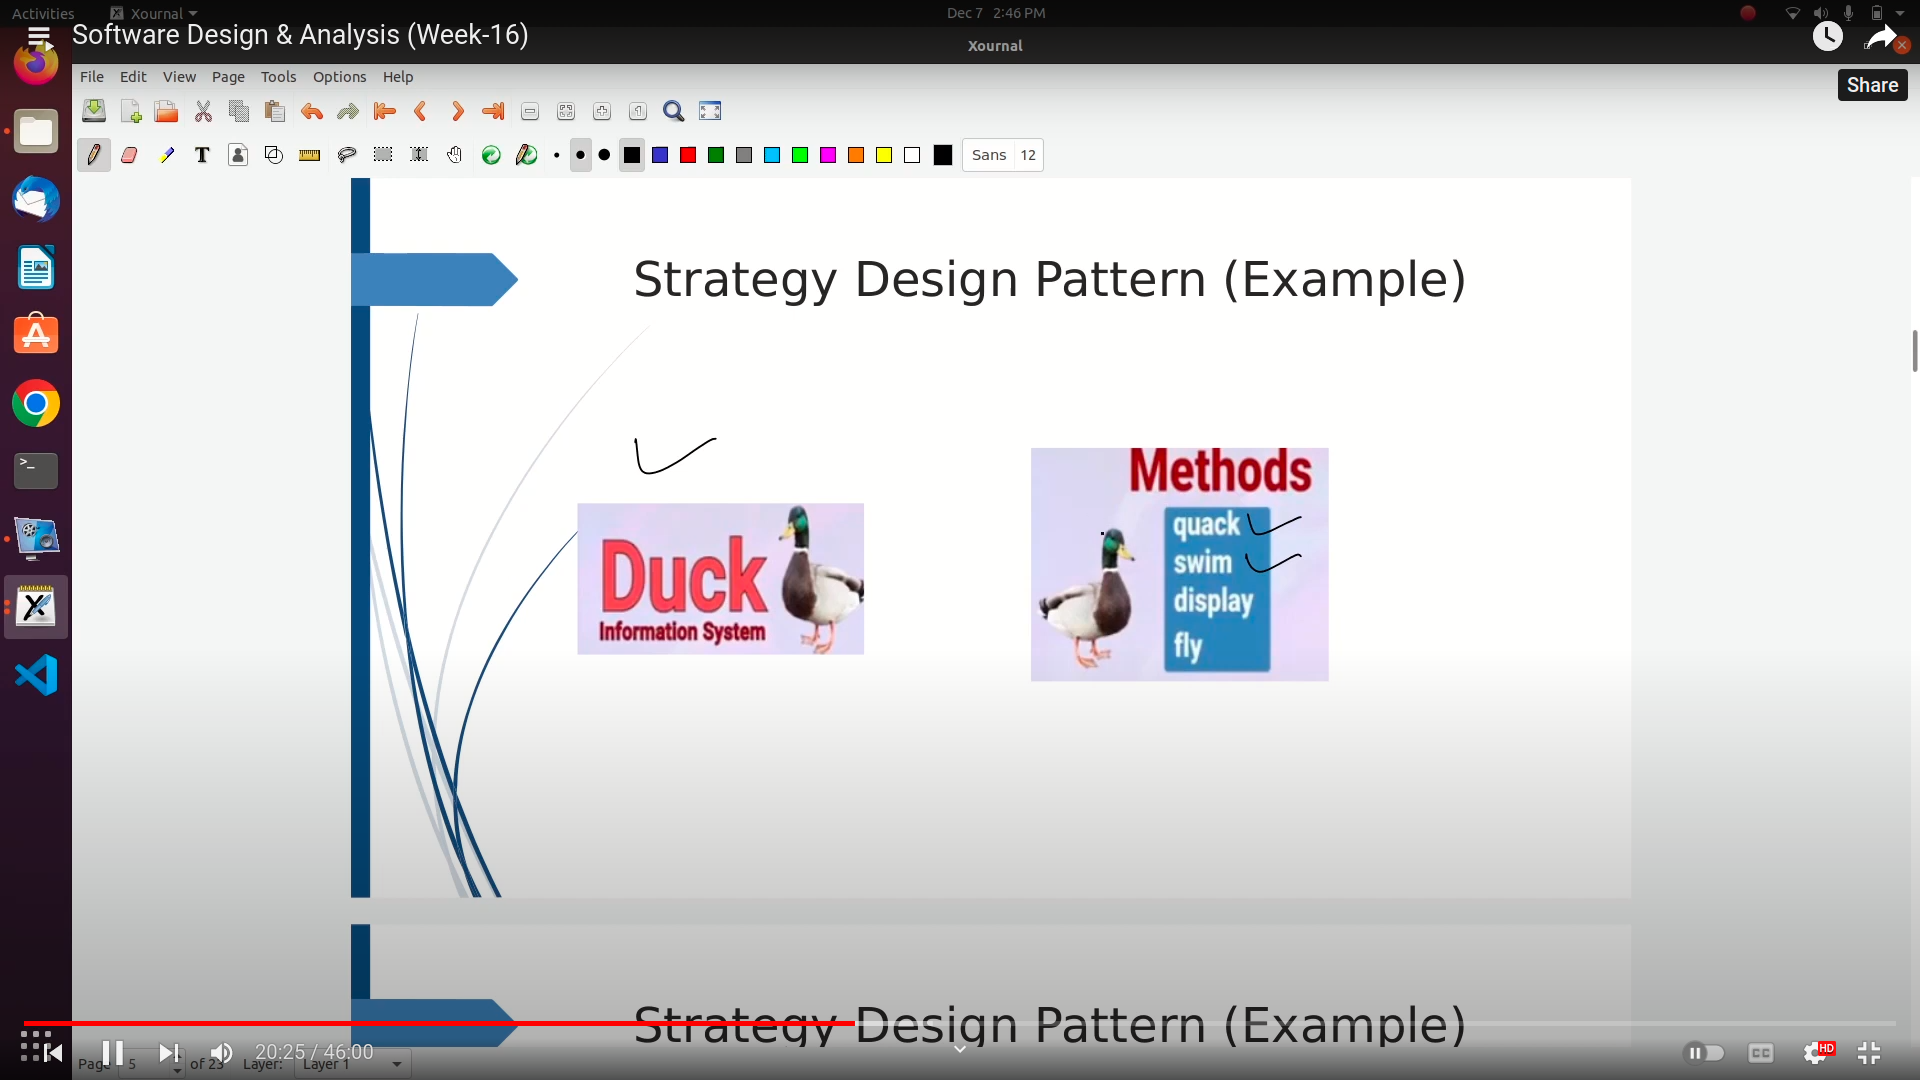 Activities
Xournal
Dec 7 2:46 PM
Software Design & Analysis (Week-16)
Xournal
Share
File Edit View Page Tools Options Help
Sans 12
Strategy Design Pattern (Example)
Duck
Information System
Methods
quack
swim
display
fly
Strategy Design Pattern (Example)
20:25 / 46:00
Page 5 of 23 Layer: Layer 1
CC
HD